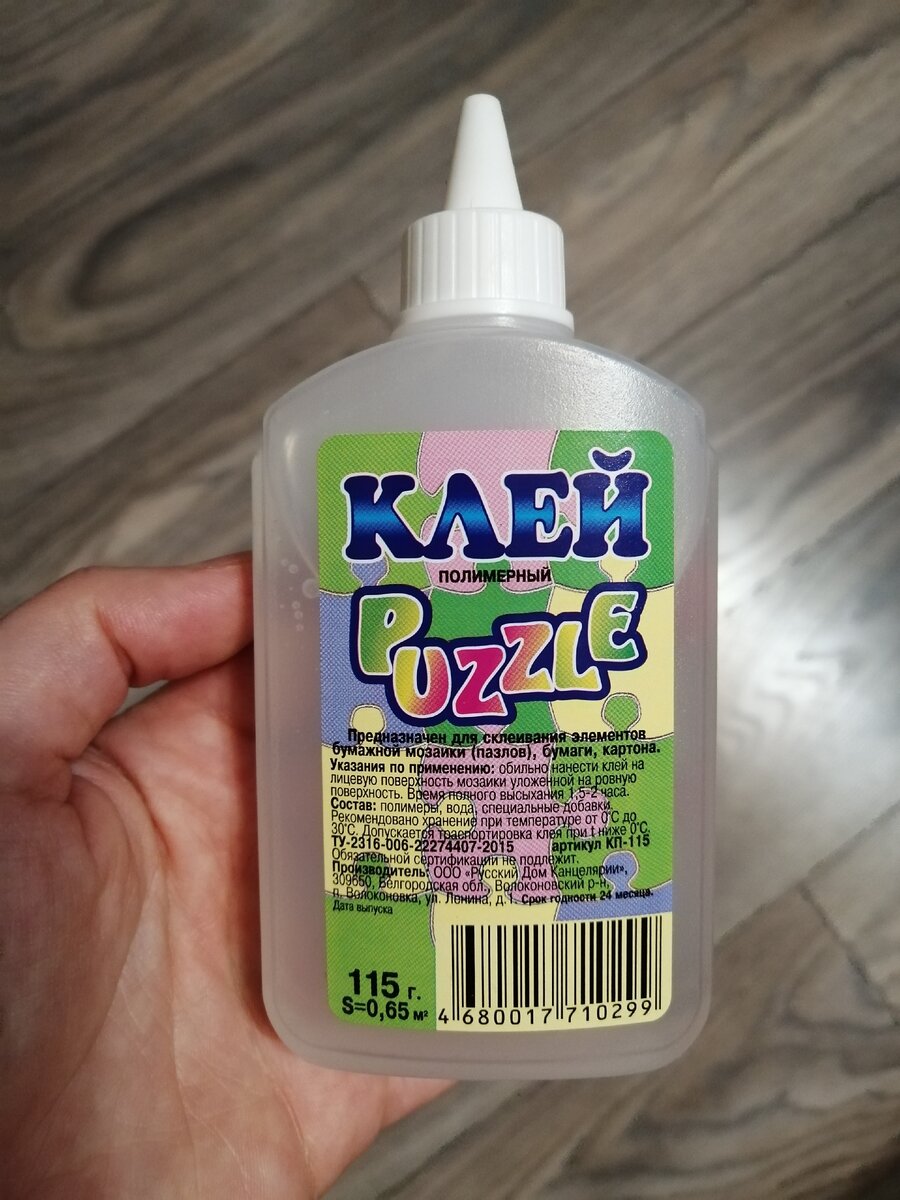 КЛЕЙ
ПОЛИМЕРНЫЙ
PUZZLE
Предназначен для склеивания элементов
бумажной мозаики (пазлов), бумаги, картона.
Указания по применению: обильно нанести клей на
лицевую поверхность мозаики уложенной на ровную
поверхность. Время полного высыхания 1,5-2 часа.
Состав: полимеры, вода, специальные добавки.
Рекомендовано хранение при температуре от 0°С до
30°С. Допускается траспортировка клея при t ниже 0°С.
ТУ-2316-006-22274407-2015 артикул КП-115
Обязательной сертификации подлежит.
Производитель: ООО «Русский Дом Канцелярии»,
309650, Белгородская обл., Волоконовский р-н,
п. Волоконовка, ул. Ленина, д.1 Срок годности 24 месяца.
Дата выпуска
115 г.
S=0,65 м²
4 680017 710299